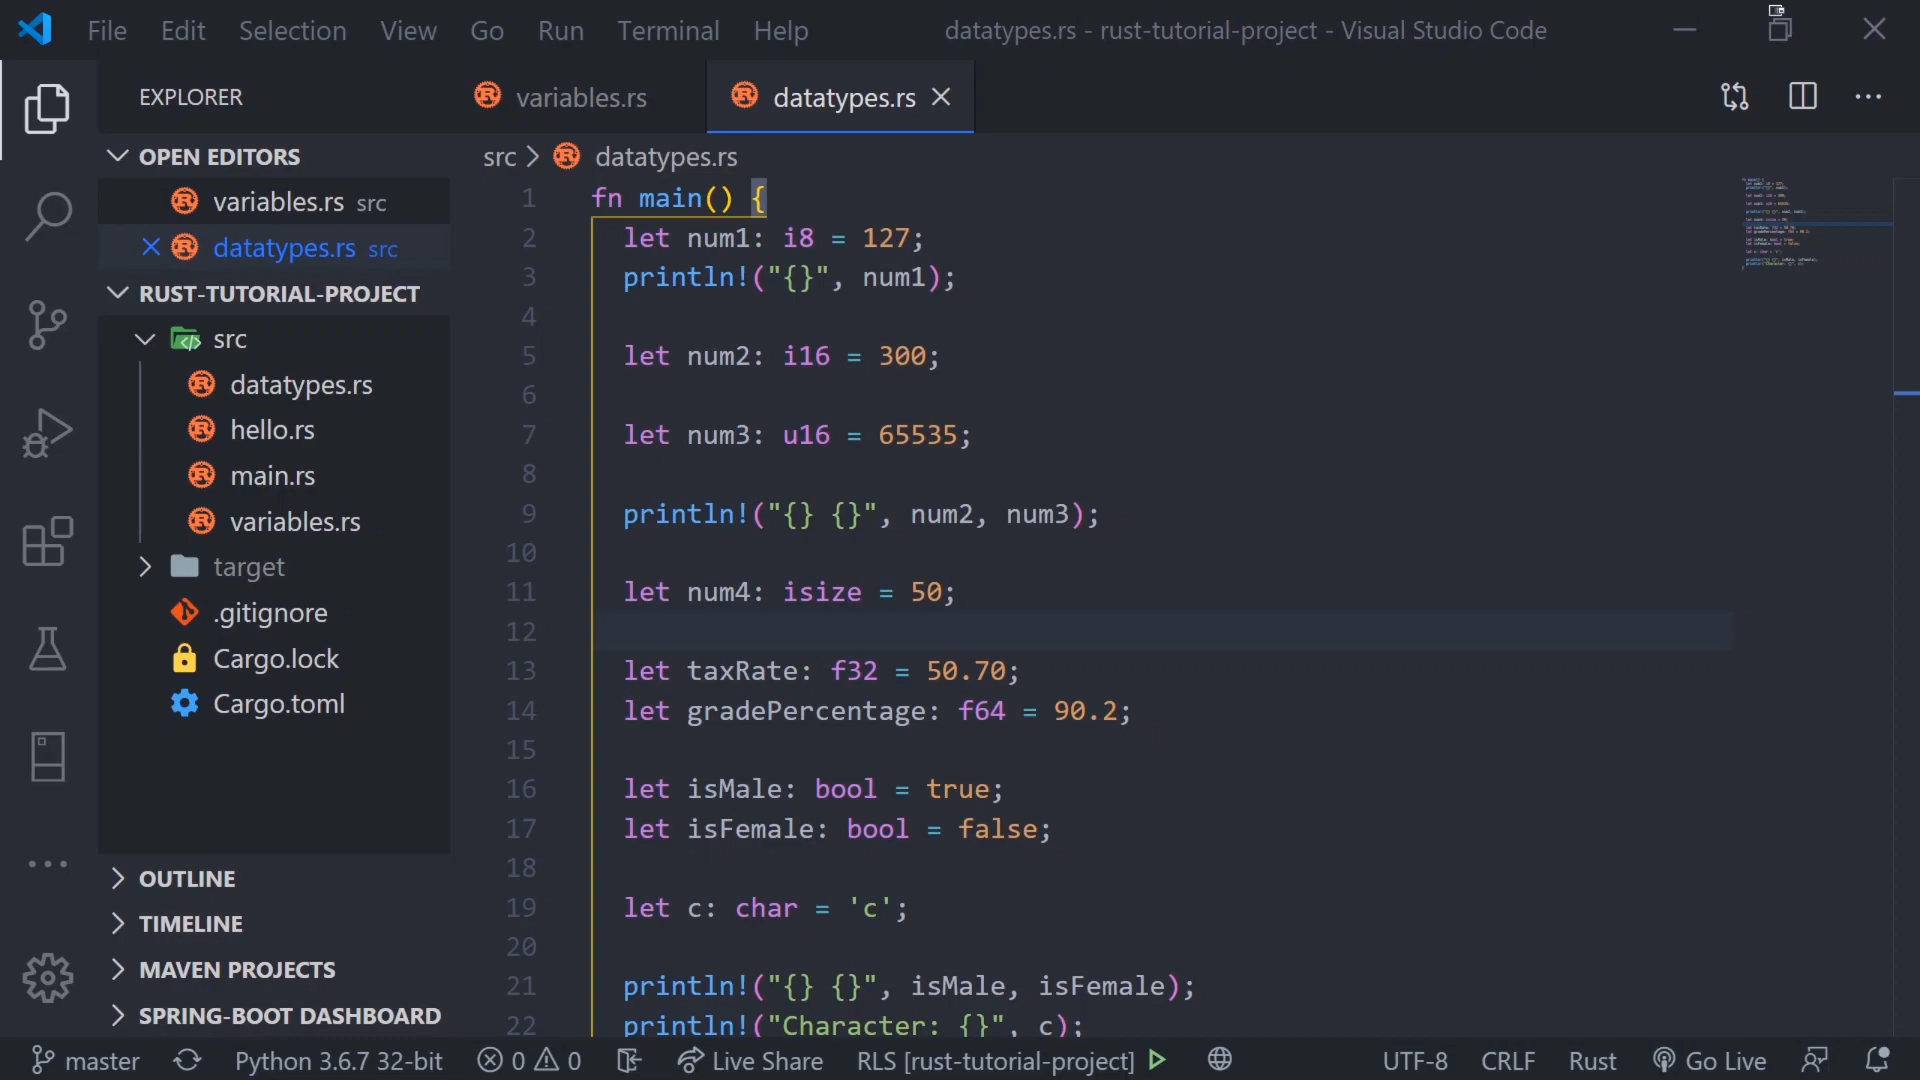 File Edit Selection View Go Run Terminal Help datatypes.rs - rust-tutorial-project - Visual Studio Code
EXPLORER
variables.rs datatypes.rs
OPEN EDITORS
variables.rs src
datatypes.rs src
RUST-TUTORIAL-PROJECT
src
datatypes.rs
hello.rs
main.rs
variables.rs
target
.gitignore
Cargo.lock
Cargo.toml
OUTLINE
TIMELINE
MAVEN PROJECTS
SPRING-BOOT DASHBOARD
src > datatypes.rs
1 fn main() {
2 let num1: i8 = 127;
3 println!("{}", num1);
4
5 let num2: i16 = 300;
6
7 let num3: u16 = 65535;
8
9 println!("{} {}", num2, num3);
10
11 let num4: isize = 50;
12
13 let taxRate: f32 = 50.70;
14 let gradePercentage: f64 = 90.2;
15
16 let isMale: bool = true;
17 let isFemale: bool = false;
18
19 let c: char = 'c';
20
21 println!("{} {}", isMale, isFemale);
22 println!("Character: {}", c);
master Python 3.6.7 32-bit 0 0 Live Share RLS [rust-tutorial-project] UTF-8 CRLF Rust Go Live